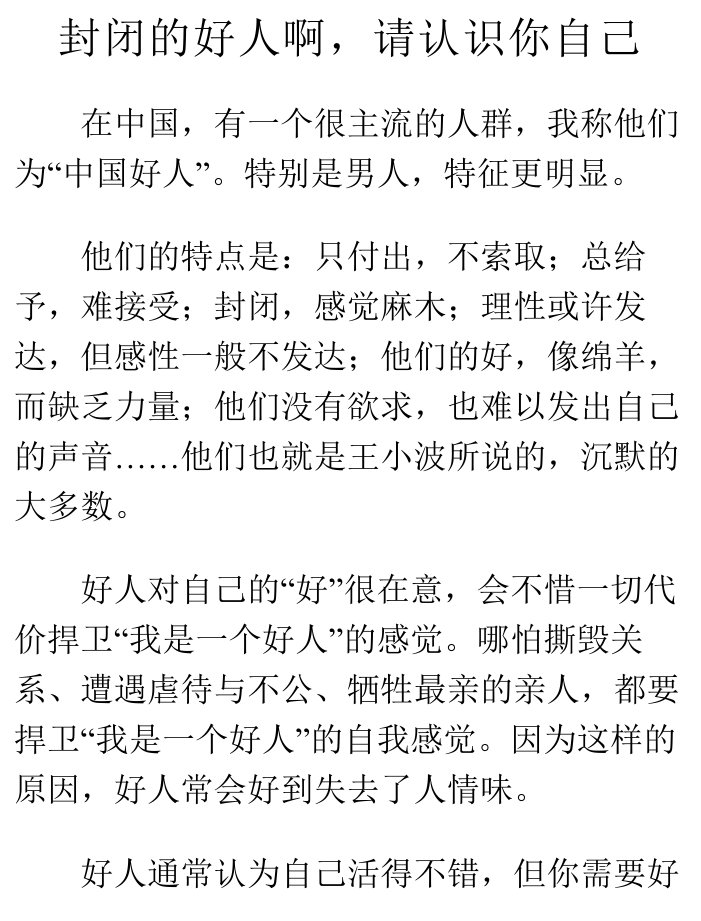 封闭的好人啊，请认识你自己
在中国，有一个很主流的人群，我称他们
为“中国好人”。特别是男人，特征更明显。
他们的特点是：只付出，不索取；总给
予，难接受；封闭，感觉麻木；理性或许发
达，但感性一般不发达；他们的好，像绵羊，
而缺乏力量；他们没有欲求，也难以发出自己
的声音……他们也就是王小波所说的，沉默的
大多数。
好人对自己的“好”很在意，会不惜一切代
价捍卫“我是一个好人”的感觉。哪怕撕毁关
系、遭遇虐待与不公、牺牲最亲的亲人，都要
捍卫“我是一个好人”的自我感觉。因为这样的
原因，好人常会好到失去了人情味。
好人通常认为自己活得不错，但你需要好